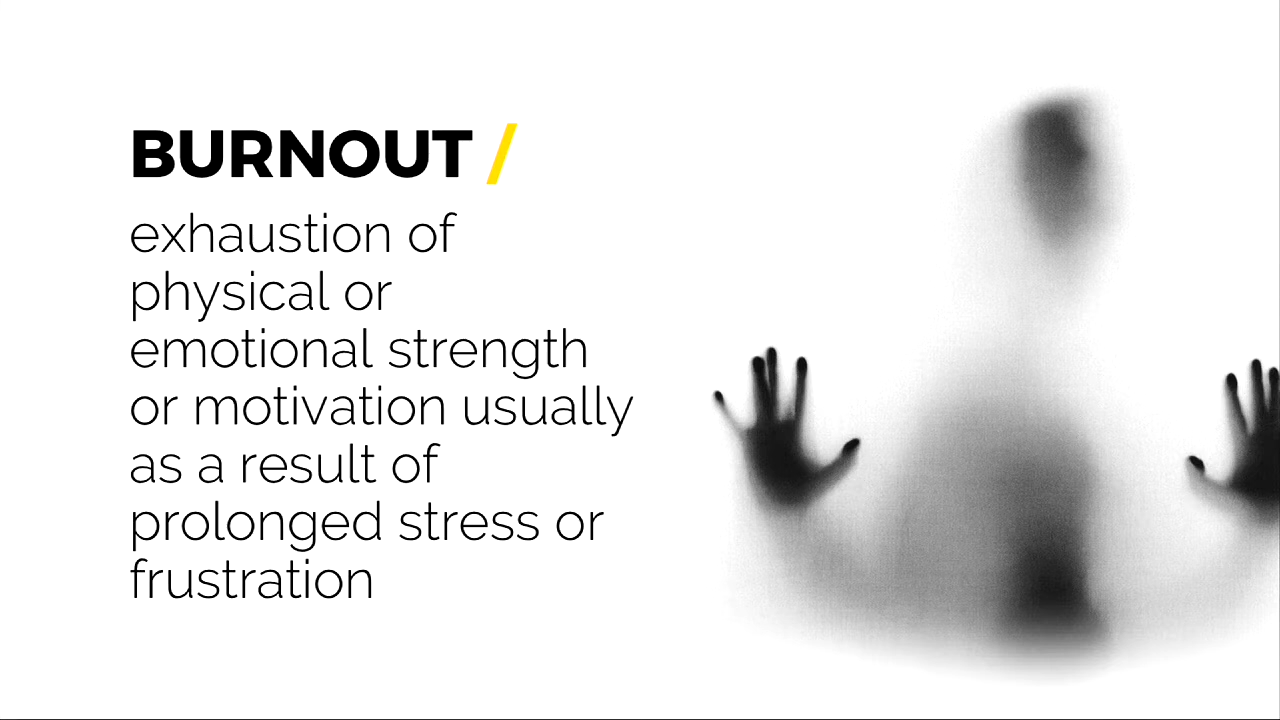 BURNOUT /
exhaustion of
physical or
emotional strength
or motivation usually
as a result of
prolonged stress or
frustration